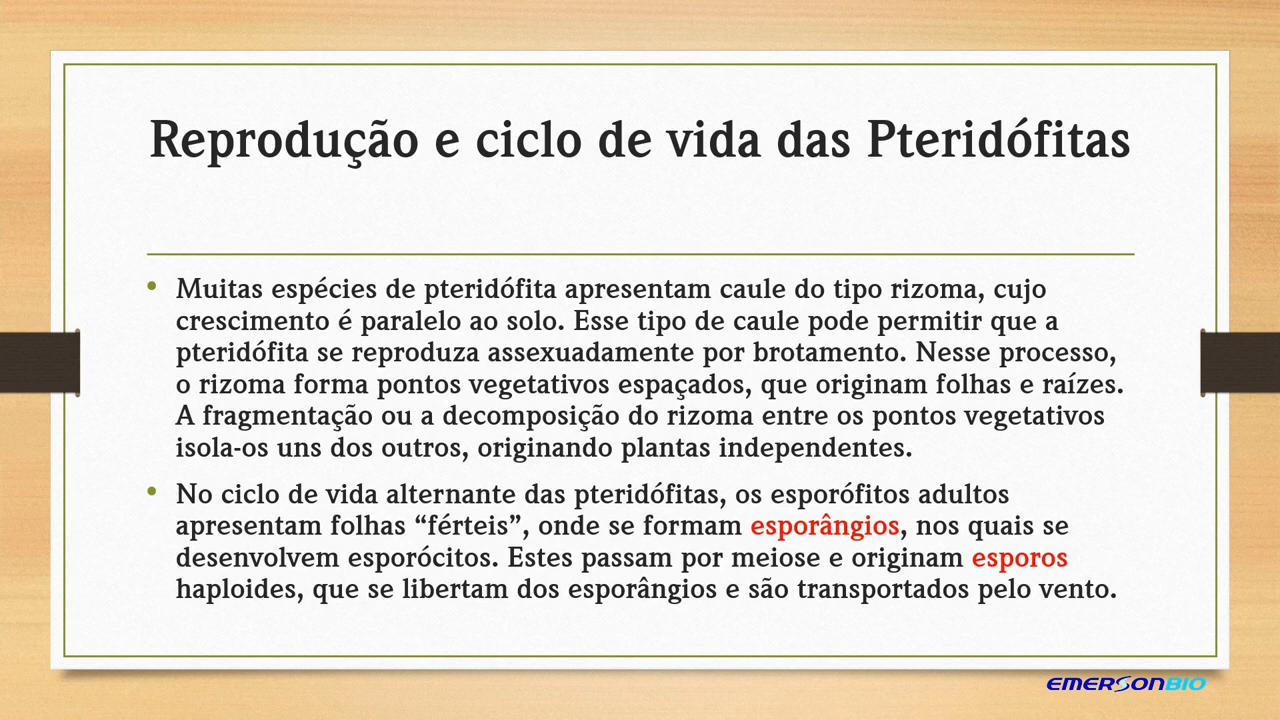 Reprodução e ciclo de vida das Pteridófitas
• Muitas espécies de pteridófita apresentam caule do tipo rizoma, cujo
crescimento é paralelo ao solo. Esse tipo de caule pode permitir que a
pteridófita se reproduza assexuadamente por brotamento. Nesse processo,
o rizoma forma pontos vegetativos espaçados, que originam folhas e raízes.
A fragmentação ou a decomposição do rizoma entre os pontos vegetativos
isola-os uns dos outros, originando plantas independentes.
• No ciclo de vida alternante das pteridófitas, os esporófitos adultos
apresentam folhas “férteis”, onde se formam esporângios, nos quais se
desenvolvem esporócitos. Estes passam por meiose e originam esporos
haploides, que se libertam dos esporângios e são transportados pelo vento.
EMERSONBIO